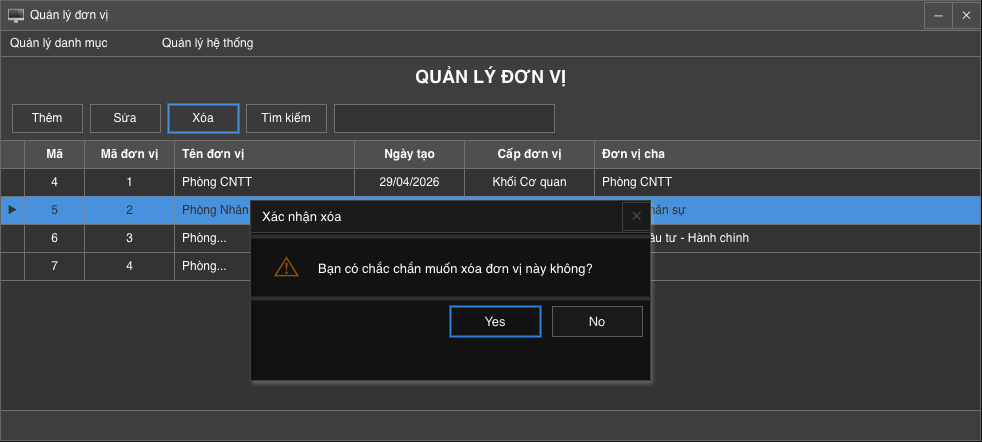 Quản lý đơn vị
Quản lý danh mục Quản lý hệ thống
QUẢN LÝ ĐƠN VỊ
Thêm Sửa Xóa Tìm kiếm
Mã Mã đơn vị Tên đơn vị Ngày tạo Cấp đơn vị Đơn vị cha
4 1 Phòng CNTT 29/04/2026 Khối Cơ quan Phòng CNTT
5 2 Phòng Nhân sự
6 3 Phòng... tư - Hành chính
7 4 Phòng...
Xác nhận xóa
Bạn có chắc chắn muốn xóa đơn vị này không?
Yes No